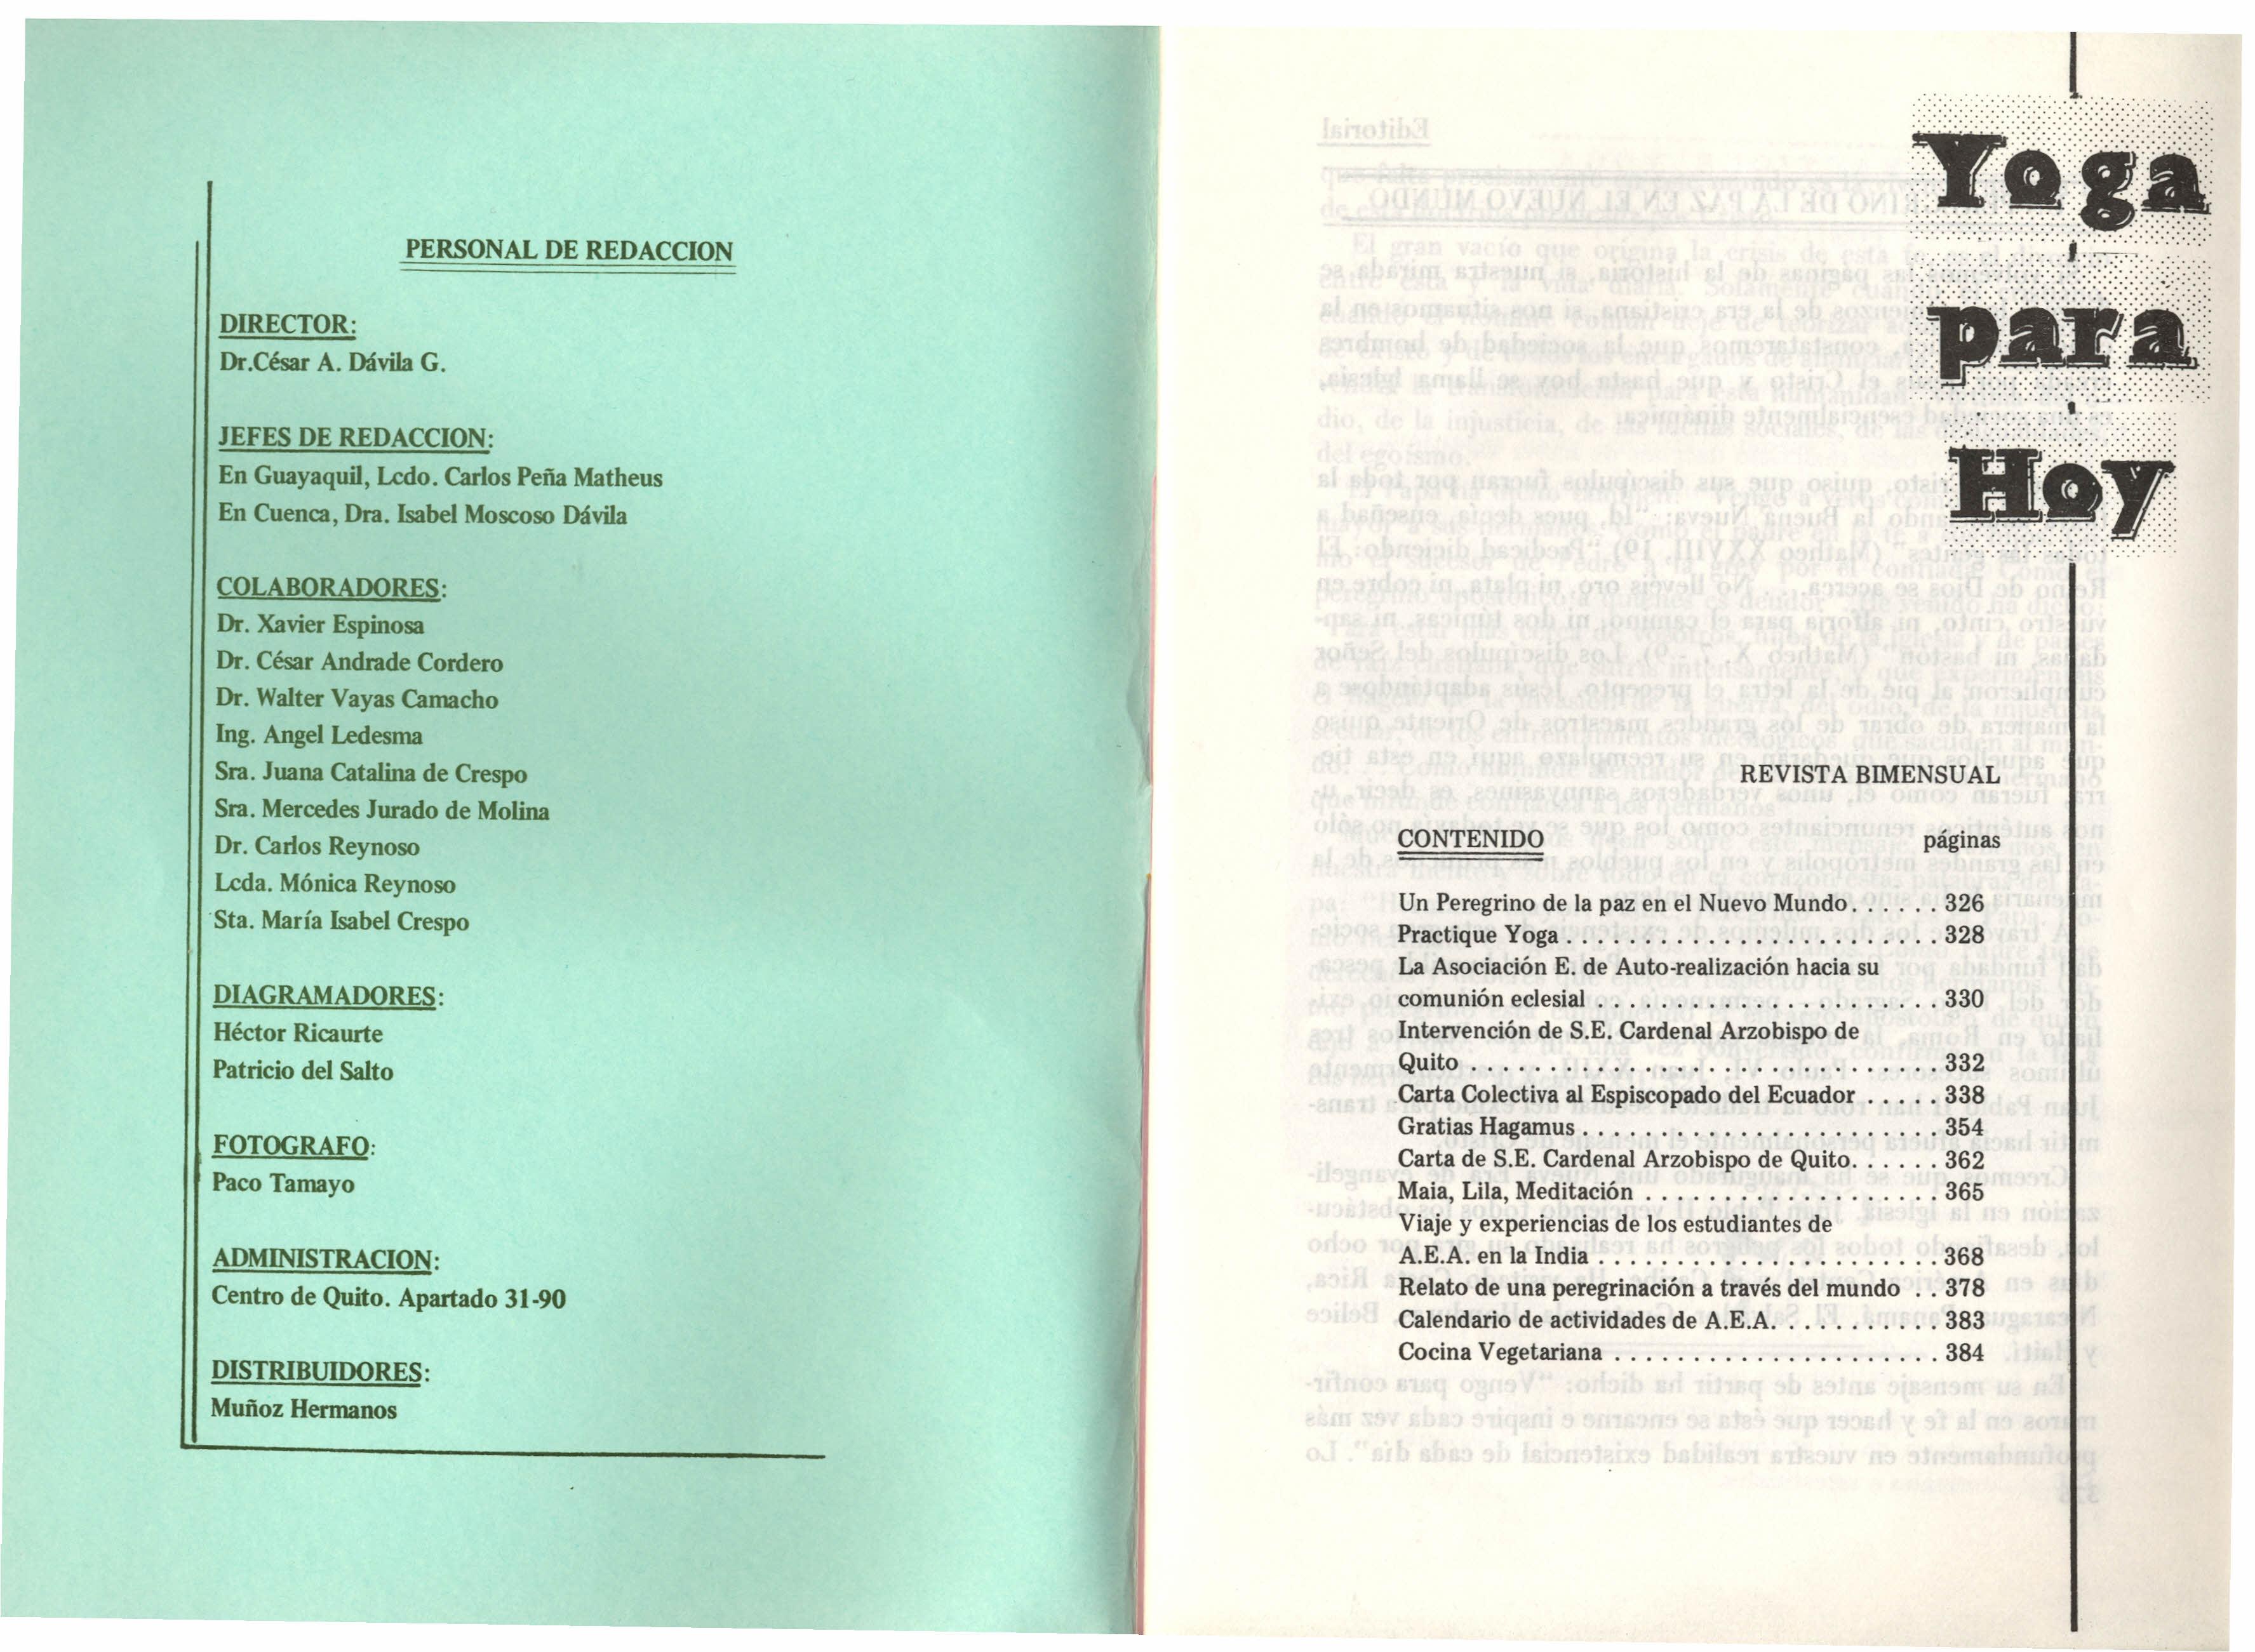 PERSONAL DE REDACCION
DIRECTOR:
Dr.César A. Dávila G.
JEFES DE REDACCION:
En Guayaquil, Lcdo. Carlos Peña Matheus
En Cuenca, Dra. Isabel Moscoso Dávila
COLABORADORES:
Dr. Xavier Espinosa
Dr. César Andrade Cordero
Dr. Walter Vayas Camacho
Ing. Angel Ledesma
Sra. Juana Catalina de Crespo
Sra. Mercedes Jurado de Molina
Dr. Carlos Reynoso
Lcda. Mónica Reynoso
Sta. María Isabel Crespo
DIAGRAMADORES:
Héctor Ricaurte
Patricio del Salto
FOTOGRAFO:
Paco Tamayo
ADMINISTRACION:
Centro de Quito. Apartado 31-90
DISTRIBUIDORES:
Muñoz Hermanos
Yoga
para
Hoy
REVISTA BIMENSUAL
CONTENIDO páginas
Un Peregrino de la paz en el Nuevo Mundo. . . . . . 326
Practique Yoga . . . . . . . . . . . . . . . . . . . . . . . . 328
La Asociación E. de Auto-realización hacia su
comunión eclesial . . . . . . . . . . . . . . . . . . . . . . 330
Intervención de S.E. Cardenal Arzobispo de
Quito . . . . . . . . . . . . . . . . . . . . . . . . . . . . . . 332
Carta Colectiva al Espiscopado del Ecuador . . . . . 338
Gratias Hagamus . . . . . . . . . . . . . . . . . . . . . . . 354
Carta de S.E. Cardenal Arzobispo de Quito. . . . . . 362
Maia, Lila, Meditación . . . . . . . . . . . . . . . . . . . 365
Viaje y experiencias de los estudiantes de
A.E.A. en la India . . . . . . . . . . . . . . . . . . . . . . 368
Relato de una peregrinación a través del mundo . . 378
Calendario de actividades de A.E.A. . . . . . . . . . . 383
Cocina Vegetariana . . . . . . . . . . . . . . . . . . . . . 384